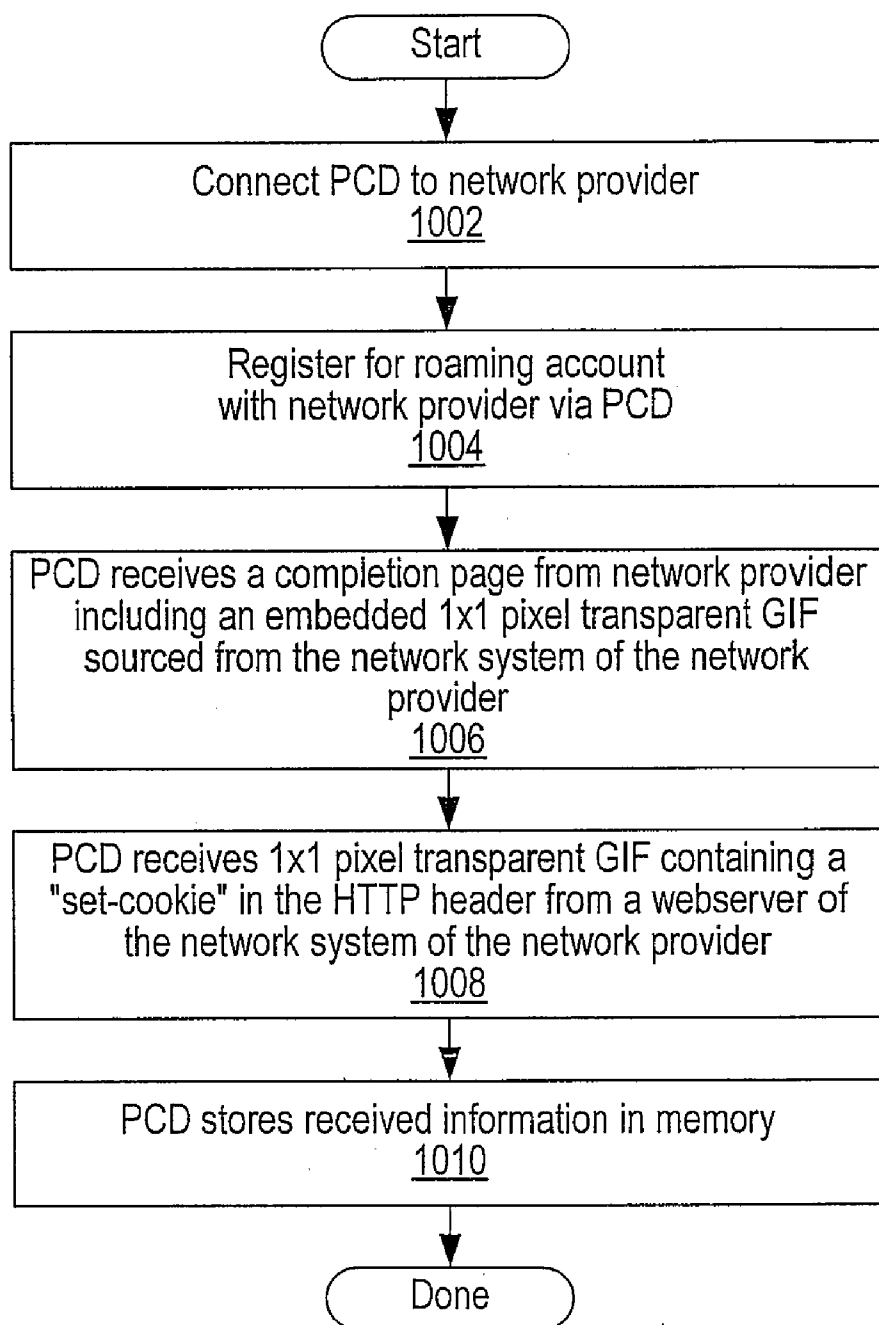 Start
Connect PCD to network provider
1002
Register for roaming account
with network provider via PCD
1004
PCD receives a completion page from network provider
including an embedded 1x1 pixel transparent GIF
sourced from the network system of the network
provider
1006
PCD receives 1x1 pixel transparent GIF containing a
"set-cookie" in the HTTP header from a webserver of
the network system of the network provider
1008
PCD stores received information in memory
1010
Done